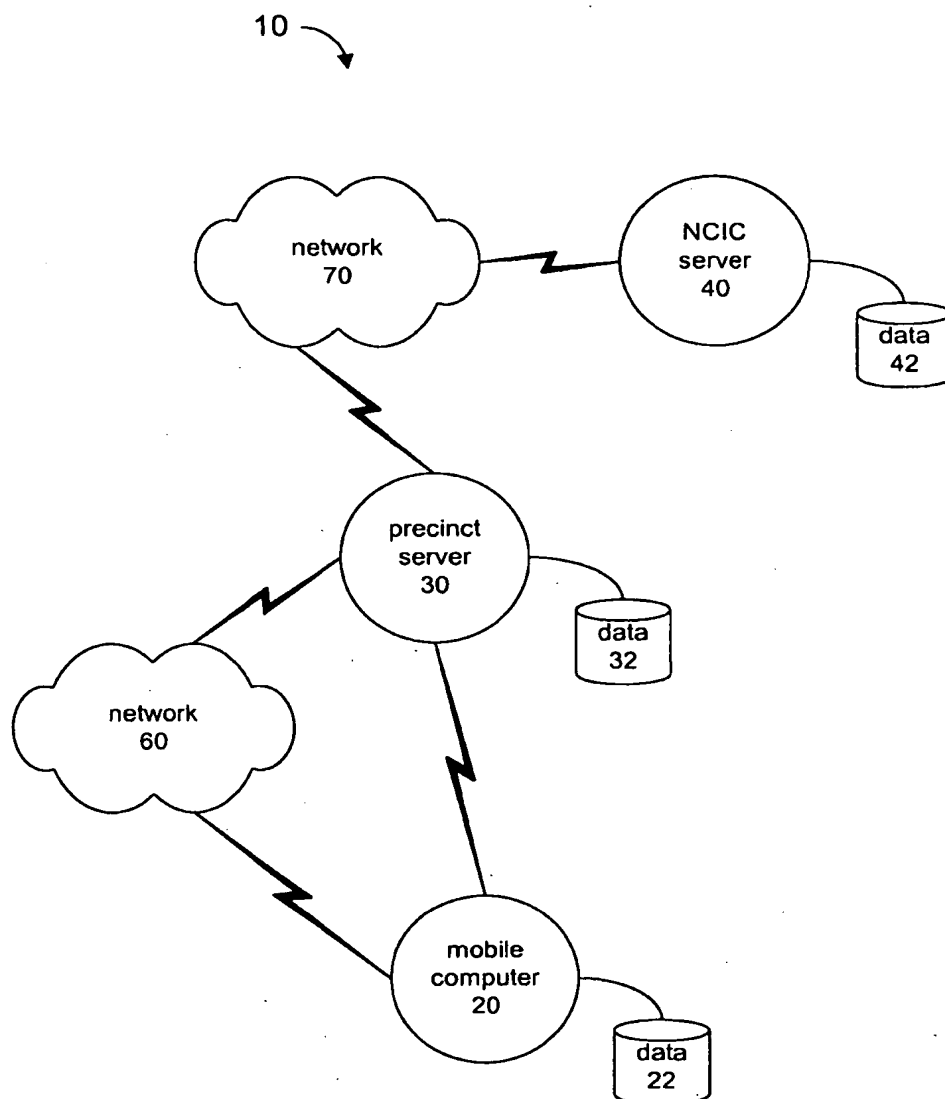 10
network
70
NCIC
server
40
data
42
precinct
server
30
data
32
network
60
mobile
computer
20
data
22